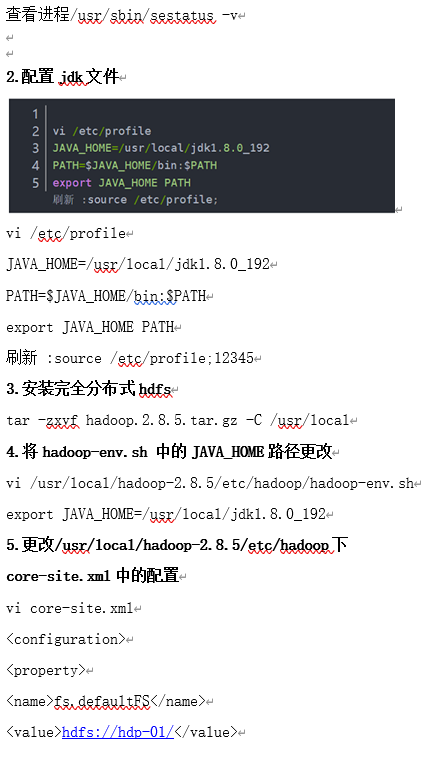 查看进程/usr/sbin/sestatus -v
2.配置 jdk 文件
1
2 vi /etc/profile
3 JAVA_HOME=/usr/local/jdk1.8.0_192
4 PATH=$JAVA_HOME/bin:$PATH
5 export JAVA_HOME PATH
刷新 :source /etc/profile;
vi /etc/profile
JAVA_HOME=/usr/local/jdk1.8.0_192
PATH=$JAVA_HOME/bin:$PATH
export JAVA_HOME PATH
刷新 :source /etc/profile;12345
3.安装完全分布式 hdfs
tar -zxvf hadoop.2.8.5.tar.gz -C /usr/local
4.将 hadoop-env.sh 中的 JAVA_HOME 路径更改
vi /usr/local/hadoop-2.8.5/etc/hadoop/hadoop-env.sh
export JAVA_HOME=/usr/local/jdk1.8.0_192
5.更改/usr/local/hadoop-2.8.5/etc/hadoop 下
core-site.xml 中的配置
vi core-site.xml
<configuration>
<property>
<name>fs.defaultFS</name>
<value>hdfs://hdp-01/</value>